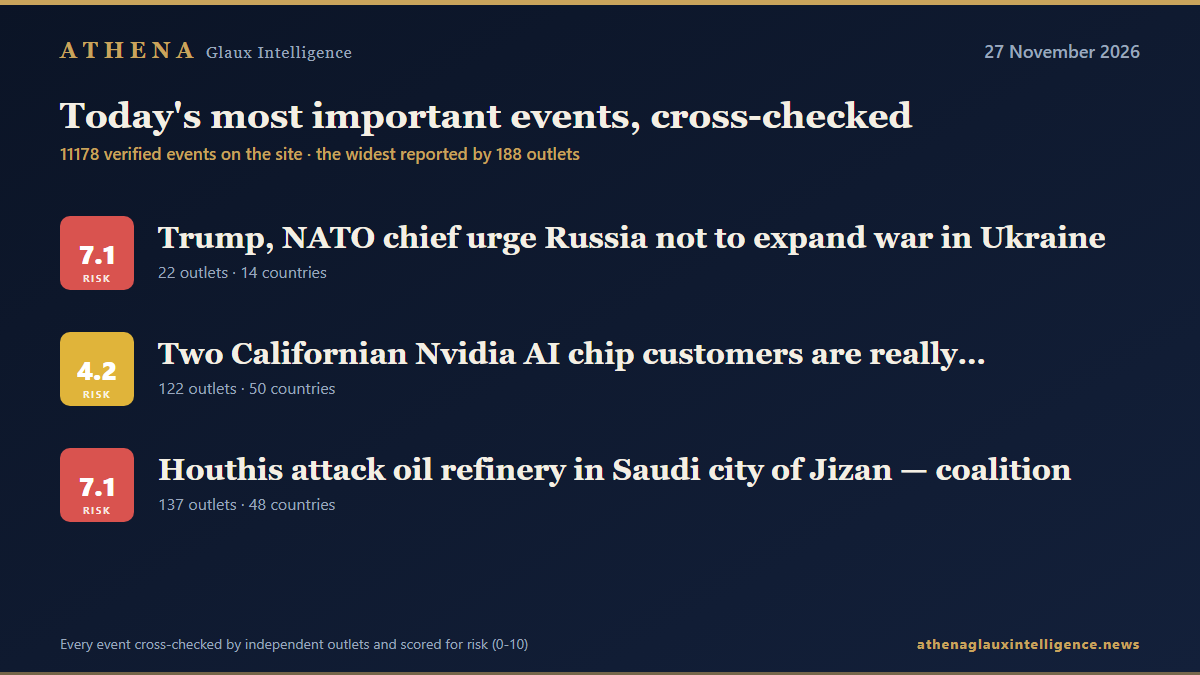 ATHENA Glaux Intelligence
27 November 2026
Today's most important events, cross-checked
11178 verified events on the site · the widest reported by 188 outlets
7.1
RISK
Trump, NATO chief urge Russia not to expand war in Ukraine
22 outlets · 14 countries
4.2
RISK
Two Californian Nvidia AI chip customers are really...
122 outlets · 50 countries
7.1
RISK
Houthis attack oil refinery in Saudi city of Jizan — coalition
137 outlets · 48 countries
Every event cross-checked by independent outlets and scored for risk (0-10)
athenaglauxintelligence.news